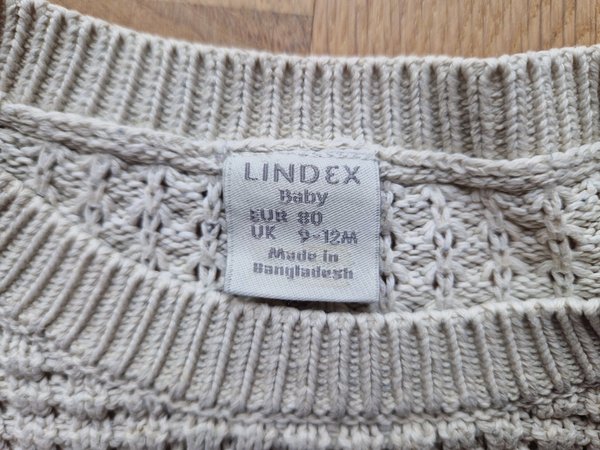 LINDEX
Baby
EUR 80
UK 9-12M
Made in
Bangladesh